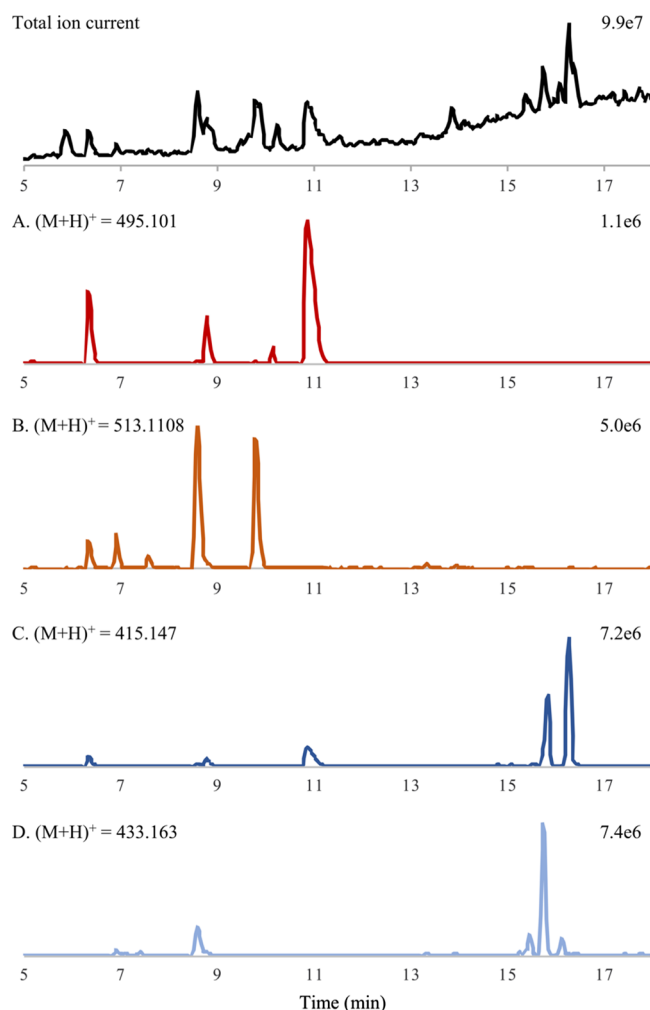 Total ion current 9.9e7
5 7 9 11 13 15 17
A. (M+H)+ = 495.101 1.1e6
5 7 9 11 13 15 17
B. (M+H)+ = 513.1108 5.0e6
5 7 9 11 13 15 17
C. (M+H)+ = 415.147 7.2e6
5 7 9 11 13 15 17
D. (M+H)+ = 433.163 7.4e6
5 7 9 11 13 15 17
Time (min)